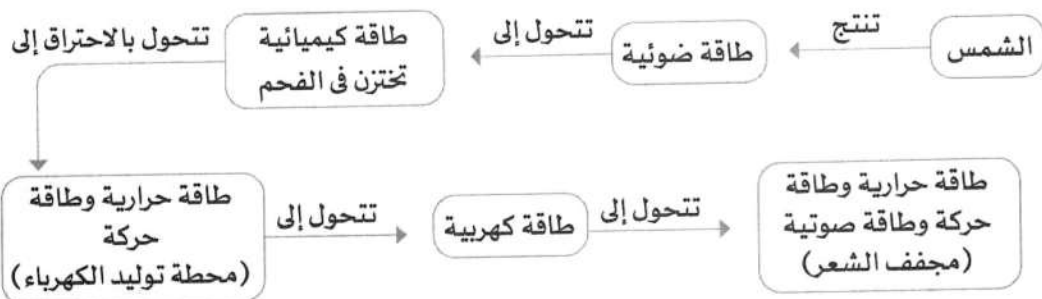 الشمس
تنتج
طاقة ضوئية
تتحول إلى
طاقة كيميائية
تختزن فى الفحم
تتحول بالاحتراق إلى
طاقة حرارية وطاقة
حركة
(محطة توليد الكهرباء)
تتحول إلى
طاقة كهربية
تتحول إلى
طاقة حرارية وطاقة
حركة وطاقة صوتية
(مجفف الشعر)